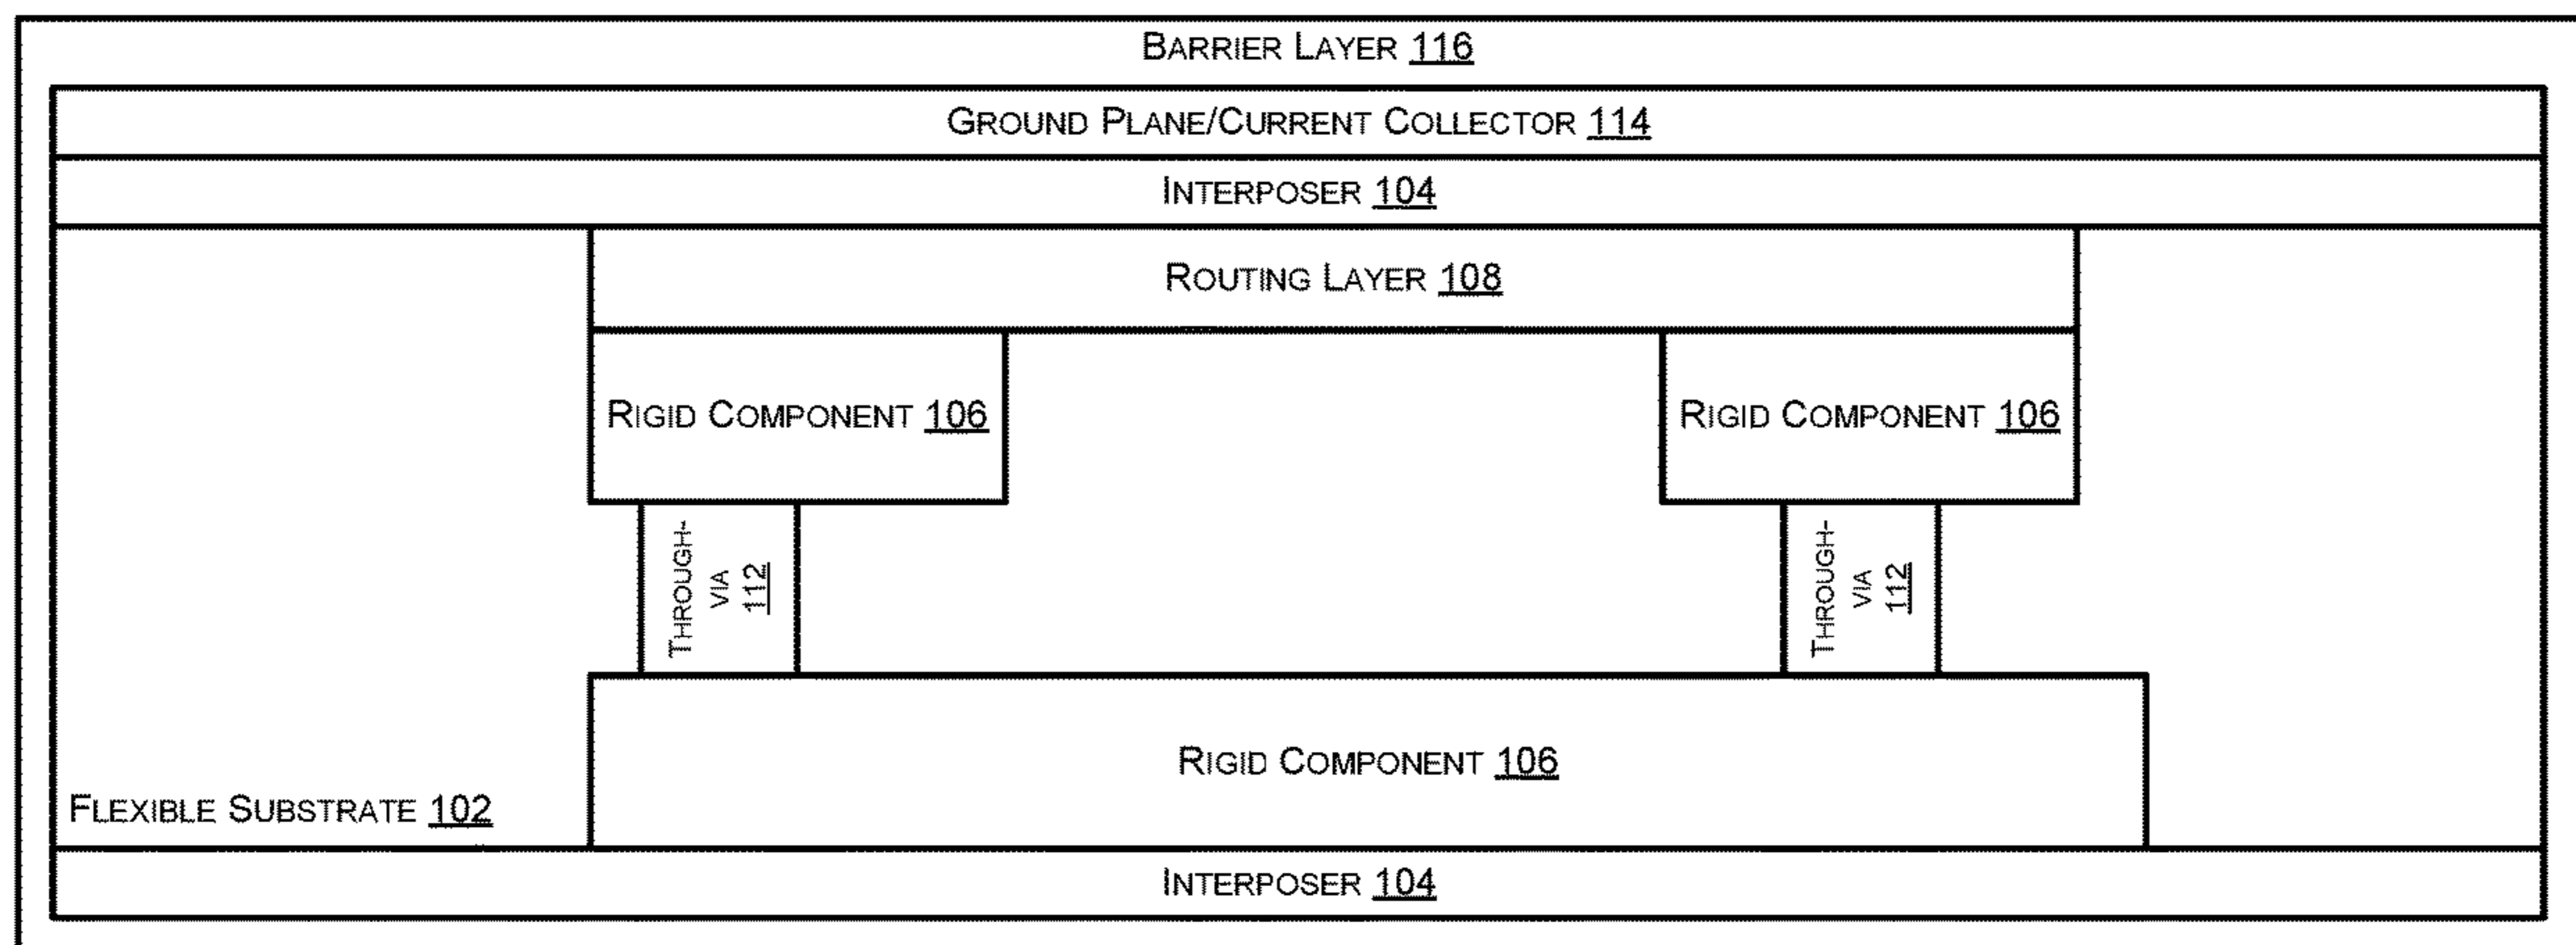 BARRIER LAYER 116
GROUND PLANE/CURRENT COLLECTOR 114
INTERPOSER 104
ROUTING LAYER 108
RIGID COMPONENT 106
RIGID COMPONENT 106
THROUGH-
VIA
112
THROUGH-
VIA
112
RIGID COMPONENT 106
FLEXIBLE SUBSTRATE 102
INTERPOSER 104